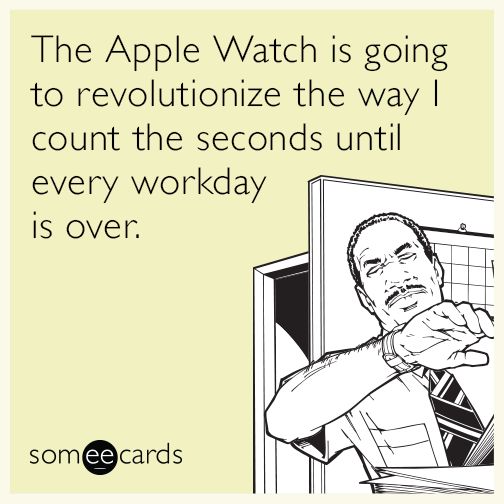 The Apple Watch is going
to revolutionize the way I
count the seconds until
every workday
is over.
someecards